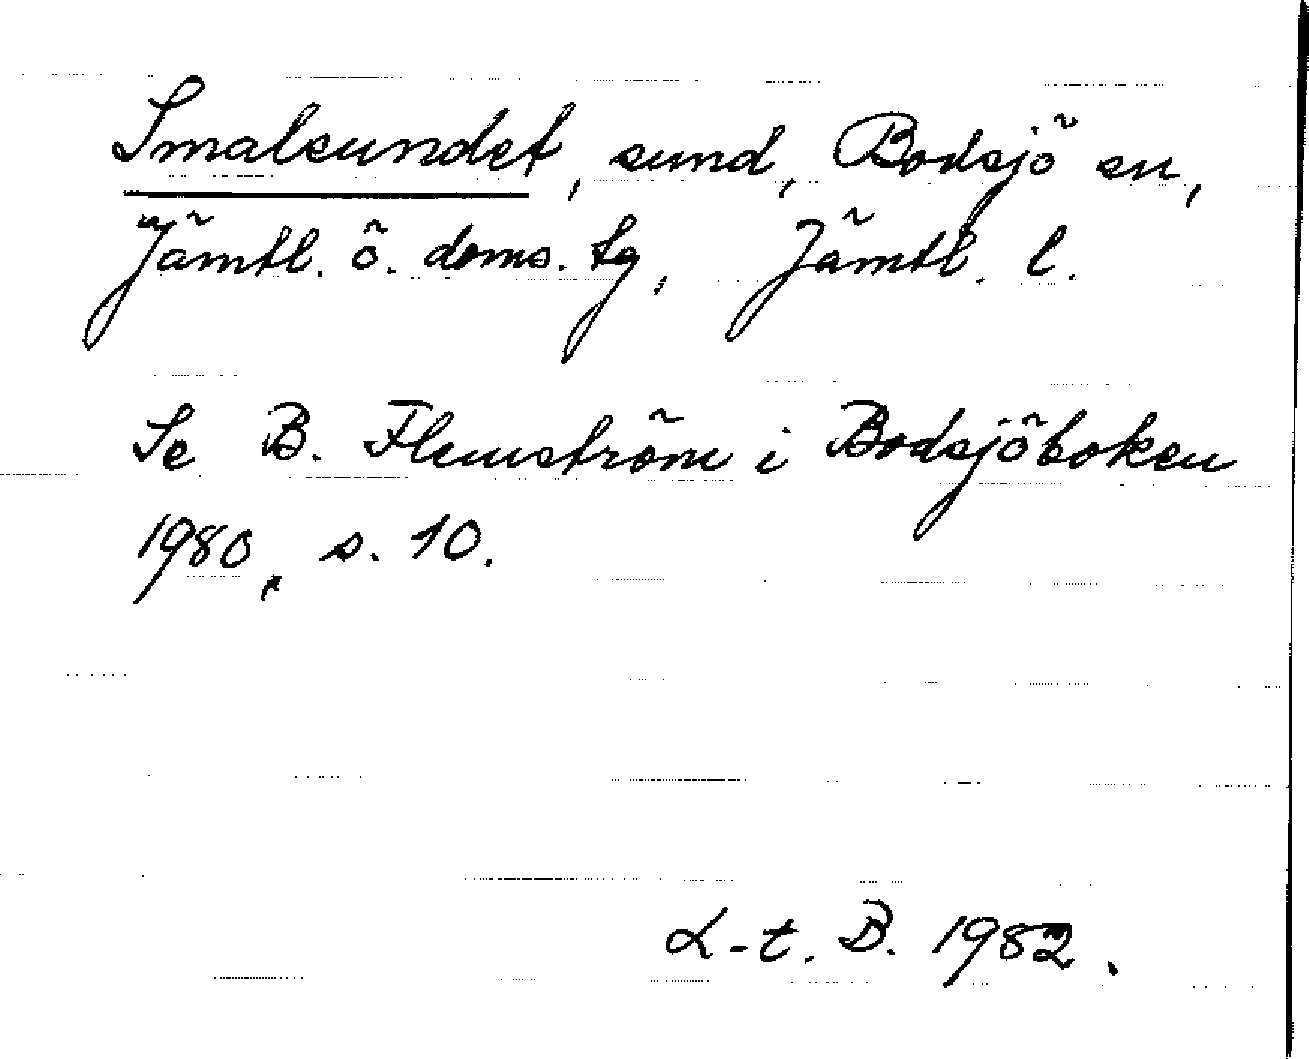 Smalsundet, sund, Bodsjö sn,
Jämtl. ö. doms. tg, Jämtl. l.
Se B. Flemström i Bodsjöboken
1980, s. 10.
L-t. B. 1982.